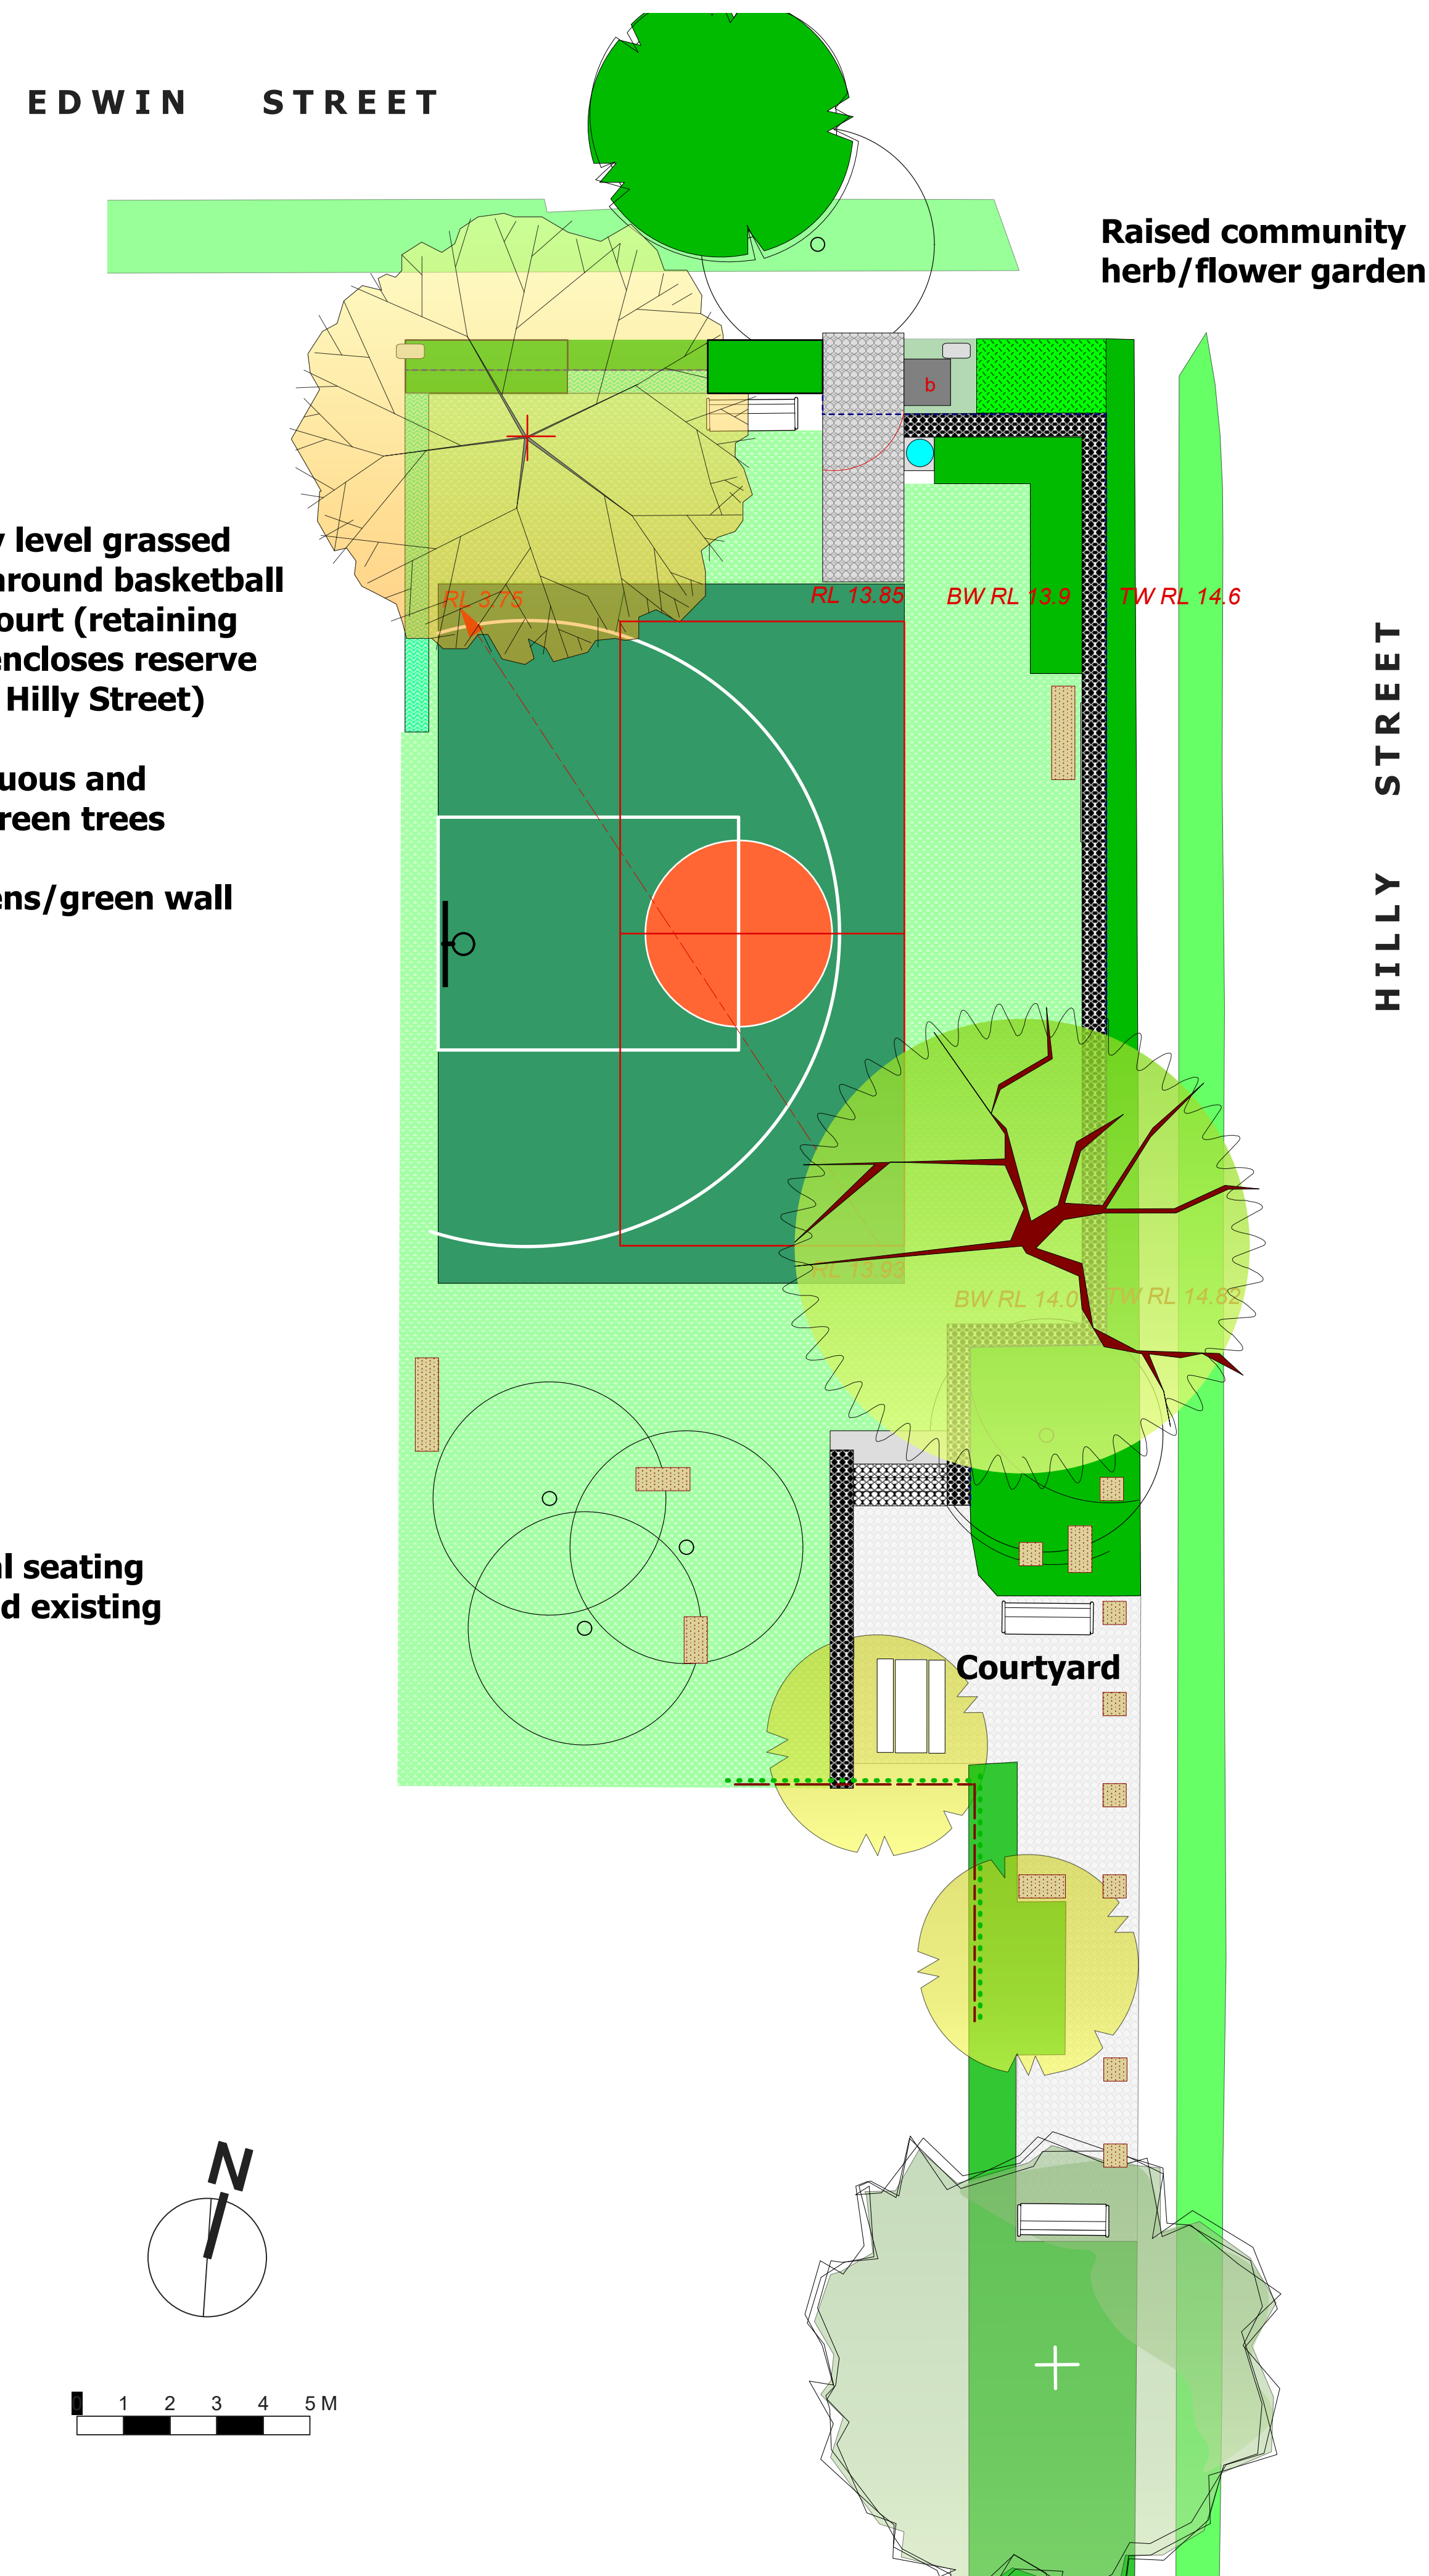 EDWIN STREET
Raised community
herb/flower garden
b
y level grassed
around basketball
ourt (retaining
encloses reserve
Hilly Street)
RL 3.75
RL 13.85
BW RL 13.9
TW RL 14.6
HILLY STREET
uous and
reen trees
ens/green wall
RL 13.93
BW RL 14.0
TW RL 14.82
al seating
d existing
Courtyard
N
0 1 2 3 4 5 M